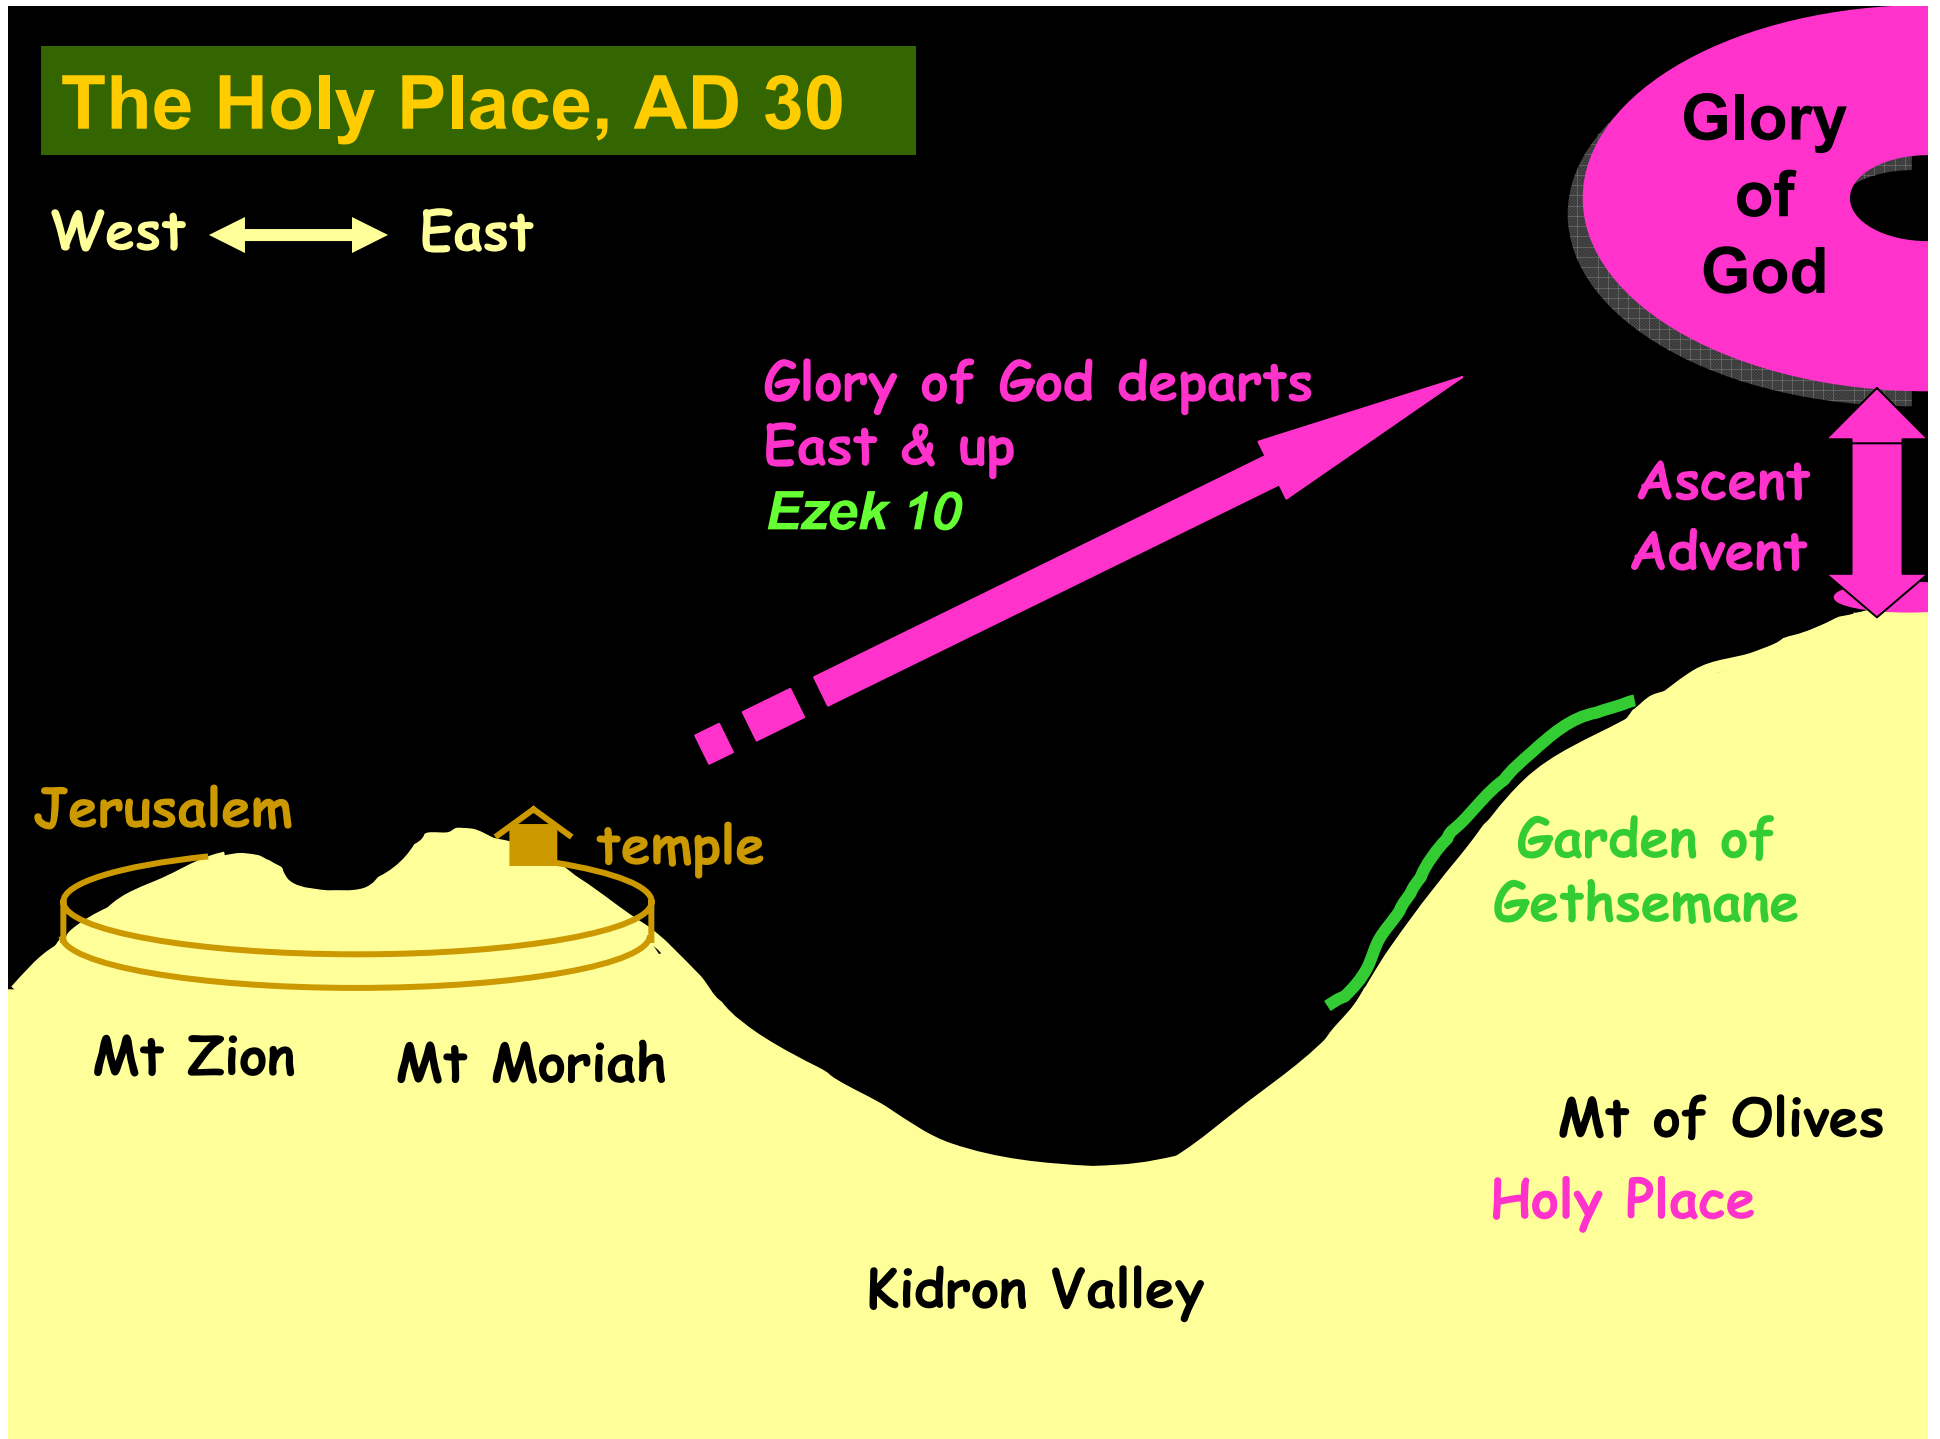 The Holy Place, AD 30
Glory
of
God
West
East
Glory of God departs
East & up
Ezek 10
Ascent
Advent
Jerusalem
temple
Garden of
Gethsemane
Mt Zion
Mt Moriah
Mt of Olives
Holy Place
Kidron Valley